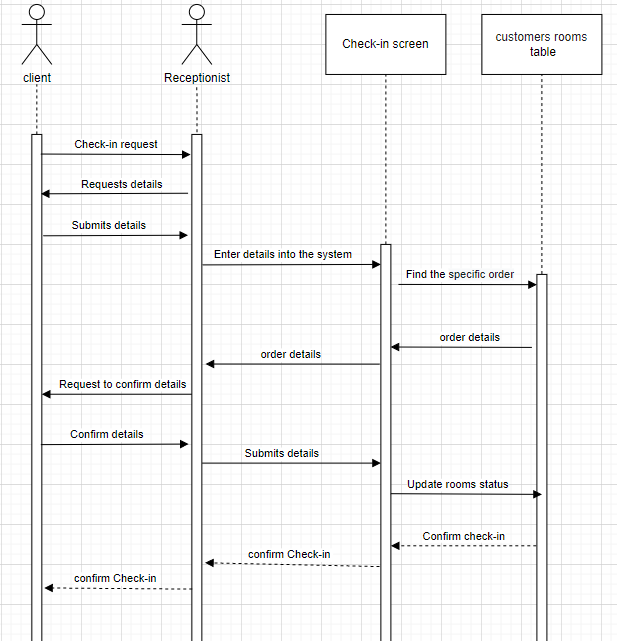 client
Receptionist
Check-in screen
customers rooms
table
Check-in request
Requests details
Submits details
Enter details into the system
Find the specific order
order details
order details
Request to confirm details
Confirm details
Submits details
Update rooms status
Confirm check-in
confirm Check-in
confirm Check-in